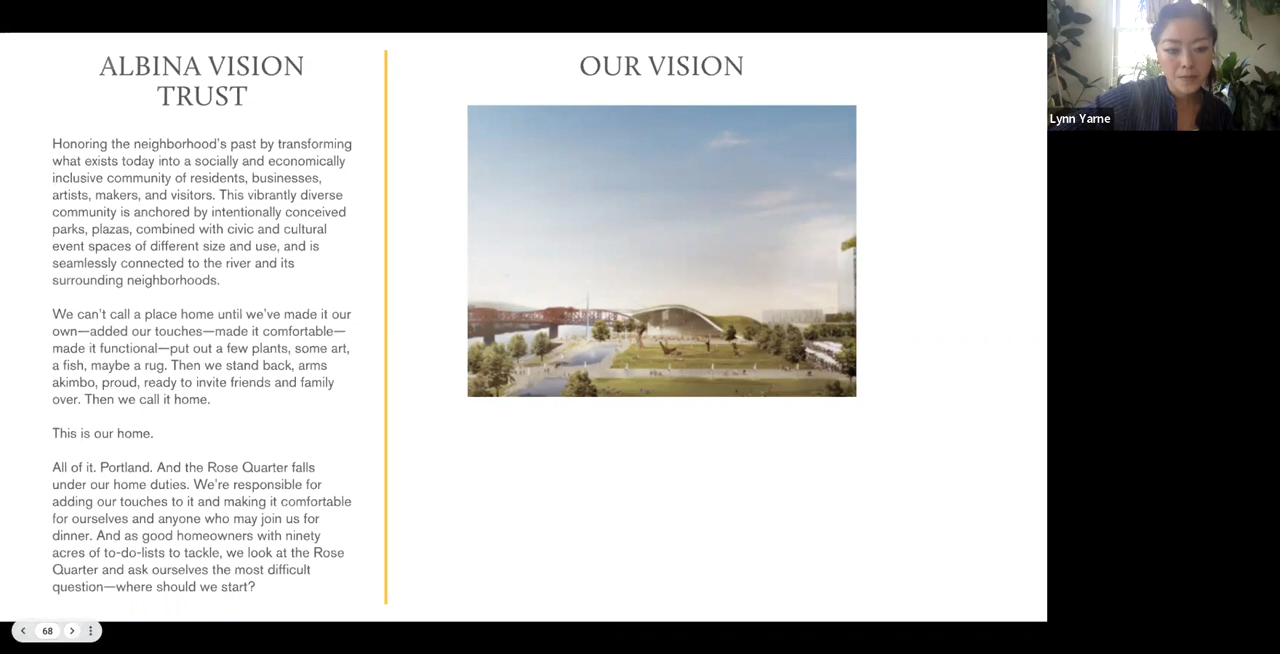 ALBINA VISION
TRUST
Honoring the neighborhood's past by transforming
what exists today into a socially and economically
inclusive community of residents, businesses,
artists, makers, and visitors. This vibrantly diverse
community is anchored by intentionally conceived
parks, plazas, combined with civic and cultural
event spaces of different size and use, and is
seamlessly connected to the river and its
surrounding neighborhoods.
We can't call a place home until we've made it our
own—added our touches—made it comfortable—
made it functional—put out a few plants, some art,
a fish, maybe a rug. Then we stand back, arms
akimbo, proud, ready to invite friends and family
over. Then we call it home.
This is our home.
All of it. Portland. And the Rose Quarter falls
under our home duties. We're responsible for
adding our touches to it and making it comfortable
for ourselves and anyone who may join us for
dinner. And as good homeowners with ninety
acres of to-do-lists to tackle, we look at the Rose
Quarter and ask ourselves the most difficult
question—where should we start?
OUR VISION
Lynn Yarne
68